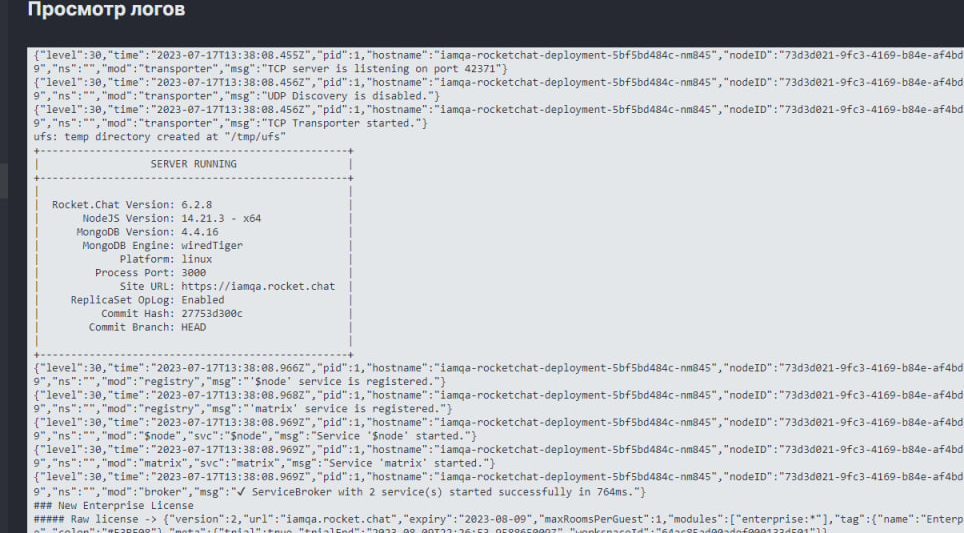 Просмотр логов
{"level":30,"time":"2023-07-17T13:38:08.455Z","pid":1,"hostname":"iamqa-rocketchat-deployment-5bf5bd484c-nm845","nodeID":"73d3d021-9fc3-4169-b84e-af4bd
9","ns":"","mod":"transporter","msg":"TCP server is listening on port 42371"}
{"level":30,"time":"2023-07-17T13:38:08.456Z","pid":1,"hostname":"iamqa-rocketchat-deployment-5bf5bd484c-nm845","nodeID":"73d3d021-9fc3-4169-b84e-af4bd
9","ns":"","mod":"transporter","msg":"UDP Discovery is disabled."}
{"level":30,"time":"2023-07-17T13:38:08.456Z","pid":1,"hostname":"iamqa-rocketchat-deployment-5bf5bd484c-nm845","nodeID":"73d3d021-9fc3-4169-b84e-af4bd
9","ns":"","mod":"transporter","msg":"TCP Transporter started."}
ufs: temp directory created at "/tmp/ufs"
SERVER RUNNING
Rocket.Chat Version: 6.2.8
NodeJS Version: 14.21.3 - x64
MongoDB Version: 4.4.16
MongoDB Engine: wiredTiger
Platform: linux
Process Port: 3000
Site URL: https://iamqa.rocket.chat
ReplicaSet OpLog: Enabled
Commit Hash: 27753d300c
Commit Branch: HEAD
{"level":30,"time":"2023-07-17T13:38:08.966Z","pid":1,"hostname":"iamqa-rocketchat-deployment-5bf5bd484c-nm845","nodeID":"73d3d021-9fc3-4169-b84e-af4bd
9","ns":"","mod":"registry","msg":"'$node' service is registered."}
{"level":30,"time":"2023-07-17T13:38:08.968Z","pid":1,"hostname":"iamqa-rocketchat-deployment-5bf5bd484c-nm845","nodeID":"73d3d021-9fc3-4169-b84e-af4bd
9","ns":"","mod":"registry","msg":"'matrix' service is registered."}
{"level":30,"time":"2023-07-17T13:38:08.969Z","pid":1,"hostname":"iamqa-rocketchat-deployment-5bf5bd484c-nm845","nodeID":"73d3d021-9fc3-4169-b84e-af4bd
9","ns":"","mod":"$node","svc":"$node","msg":"Service '$node' started."}
{"level":30,"time":"2023-07-17T13:38:08.969Z","pid":1,"hostname":"iamqa-rocketchat-deployment-5bf5bd484c-nm845","nodeID":"73d3d021-9fc3-4169-b84e-af4bd
9","ns":"","mod":"matrix","svc":"matrix","msg":"Service 'matrix' started."}
{"level":30,"time":"2023-07-17T13:38:08.969Z","pid":1,"hostname":"iamqa-rocketchat-deployment-5bf5bd484c-nm845","nodeID":"73d3d021-9fc3-4169-b84e-af4bd
9","ns":"","mod":"broker","msg":"✔ ServiceBroker with 2 service(s) started successfully in 764ms."}
### New Enterprise License
##### Raw license -> {"version":2,"url":"iamqa.rocket.chat","expiry":"2023-08-09","maxRoomsPerGuest":1,"modules":["enterprise:*"],"tag":{"name":"Enterp